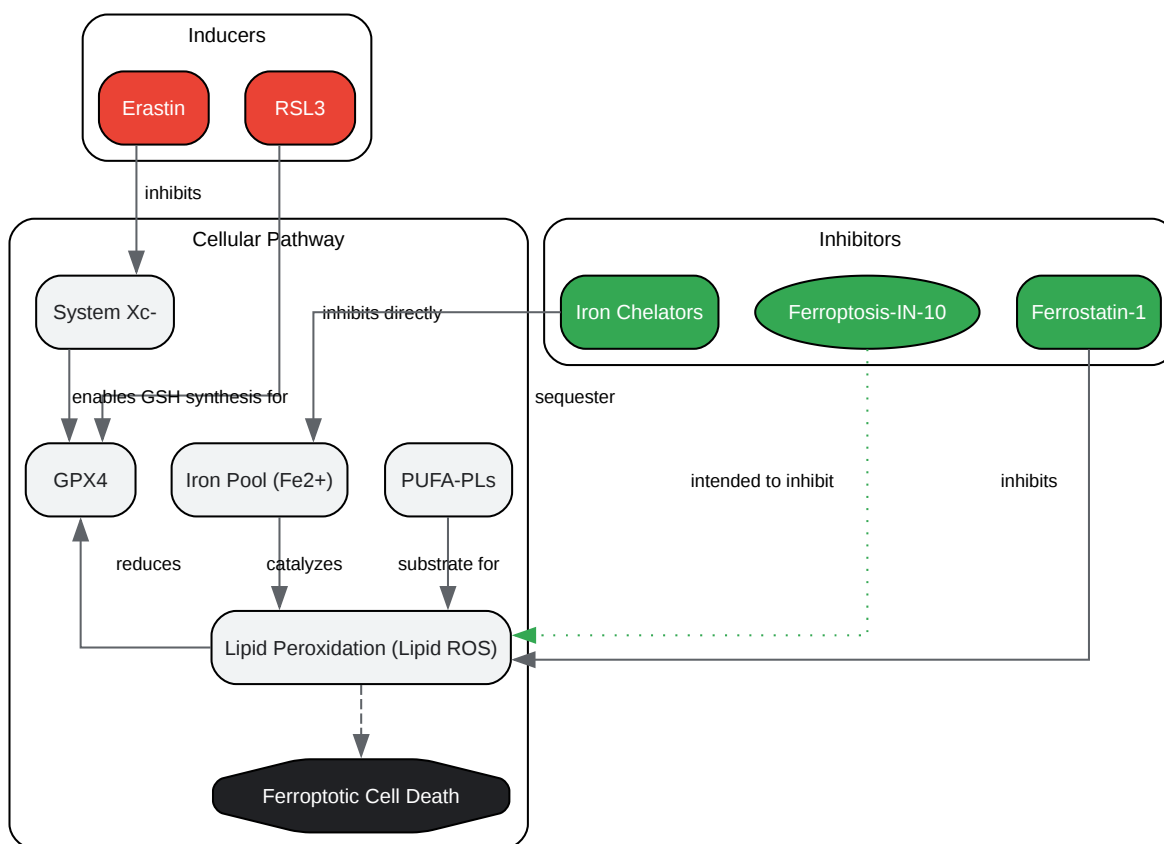 Inducers
Erastin
RSL3
inhibits
Cellular Pathway
Inhibitors
System Xc-
inhibits directly
Iron Chelators
Ferroptosis-IN-10
Ferrostatin-1
enables GSH synthesis for
sequester
GPX4
Iron Pool (Fe2+)
PUFA-PLs
intended to inhibit
inhibits
reduces
catalyzes
substrate for
Lipid Peroxidation (Lipid ROS)
Ferroptotic Cell Death